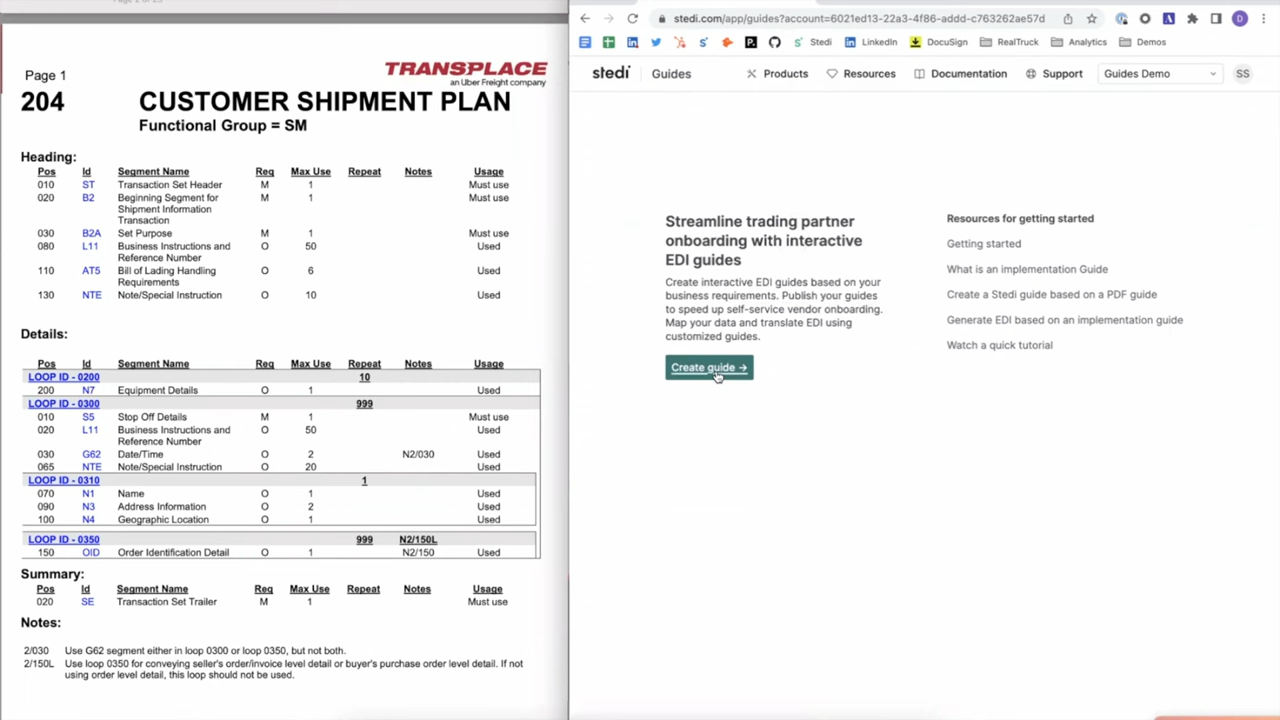 Page 1
TRANSPLACE
an Uber Freight company
204 CUSTOMER SHIPMENT PLAN
Functional Group = SM
Heading:
Pos Id Segment Name Req Max Use Repeat Notes Usage
010 ST Transaction Set Header M 1 Must use
020 B2 Beginning Segment for M 1 Must use
Shipment Information
Transaction
030 B2A Set Purpose M 1 Must use
080 L11 Business Instructions and O 50 Used
Reference Number
110 AT5 Bill of Lading Handling O 6 Used
Requirements
130 NTE Note/Special Instruction O 10 Used
Details:
Pos Id Segment Name Req Max Use Repeat Notes Usage
LOOP ID - 0200 10
200 N7 Equipment Details O 1 Used
LOOP ID - 0300 999
010 S5 Stop Off Details M 1 Must use
020 L11 Business Instructions and O 50 Used
Reference Number
030 G62 Date/Time O 2 N2/030 Used
065 NTE Note/Special Instruction O 20 Used
LOOP ID - 0310 1
070 N1 Name O 1 Used
090 N3 Address Information O 2 Used
100 N4 Geographic Location O 1 Used
LOOP ID - 0350 999 N2/150L
150 OID Order Identification Detail O 1 N2/150 Used
Summary:
Pos Id Segment Name Req Max Use Repeat Notes Usage
020 SE Transaction Set Trailer M 1 Must use
Notes:
2/030 Use G62 segment either in loop 0300 or loop 0350, but not both.
2/150L Use loop 0350 for conveying seller's order/invoice level detail or buyer's purchase order level detail. If not
using order level detail, this loop should not be used.
stedi.com/app/guides?account=6021ed13-22a3-4f86-addd-c763262ae57d
D
Stedi LinkedIn DocuSign RealTruck Analytics Demos
stedi Guides Products Resources Documentation Support Guides Demo SS
Streamline trading partner
onboarding with interactive
EDI guides
Create interactive EDI guides based on your
business requirements. Publish your guides
to speed up self-service vendor onboarding.
Map your data and translate EDI using
customized guides.
Create guide →
Resources for getting started
Getting started
What is an implementation Guide
Create a Stedi guide based on a PDF guide
Generate EDI based on an implementation guide
Watch a quick tutorial